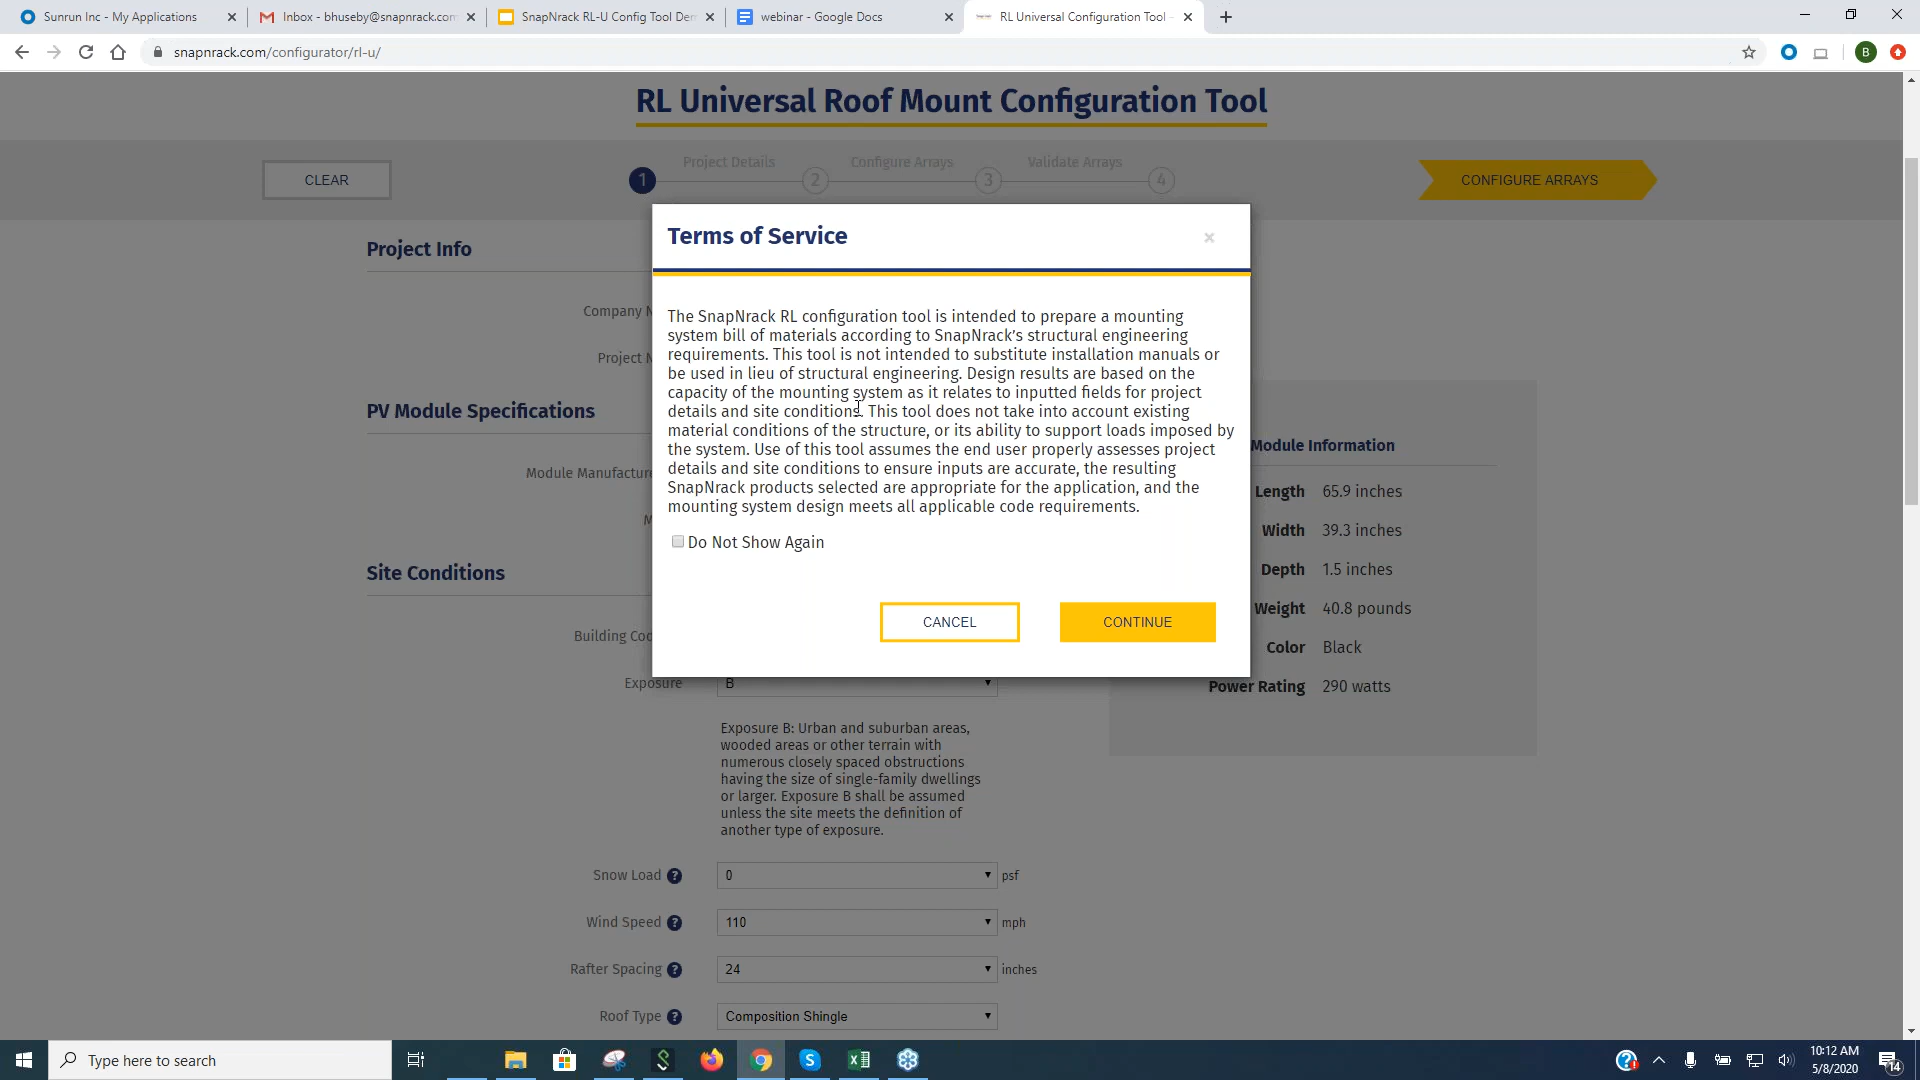 Sunrun Inc - My Applications
Inbox - bhuseby@snapnrack.com
SnapNrack RL-U Config Tool Den
webinar - Google Docs
RL Universal Configuration Tool -
snapnrack.com/configurator/rl-u/
B
RL Universal Roof Mount Configuration Tool
CLEAR
1
Project Details
2
Configure Arrays
3
Validate Arrays
4
CONFIGURE ARRAYS
Project Info
Company N
Project N
PV Module Specifications
Module Manufacture
M
Site Conditions
Building Cod
Terms of Service
×
The SnapNrack RL configuration tool is intended to prepare a mounting
system bill of materials according to SnapNrack's structural engineering
requirements. This tool is not intended to substitute installation manuals or
be used in lieu of structural engineering. Design results are based on the
capacity of the mounting system as it relates to inputted fields for project
details and site conditions. This tool does not take into account existing
material conditions of the structure, or its ability to support loads imposed by
the system. Use of this tool assumes the end user properly assesses project
details and site conditions to ensure inputs are accurate, the resulting
SnapNrack products selected are appropriate for the application, and the
mounting system design meets all applicable code requirements.
Do Not Show Again
CANCEL
CONTINUE
Module Information
Length 65.9 inches
Width 39.3 inches
Depth 1.5 inches
Weight 40.8 pounds
Color Black
Power Rating 290 watts
Exposure B
Exposure B: Urban and suburban areas,
wooded areas or other terrain with
numerous closely spaced obstructions
having the size of single-family dwellings
or larger. Exposure B shall be assumed
unless the site meets the definition of
another type of exposure.
Snow Load ? 0 psf
Wind Speed ? 110 mph
Rafter Spacing ? 24 inches
Roof Type ? Composition Shingle
Type here to search
10:12 AM
5/8/2020
14